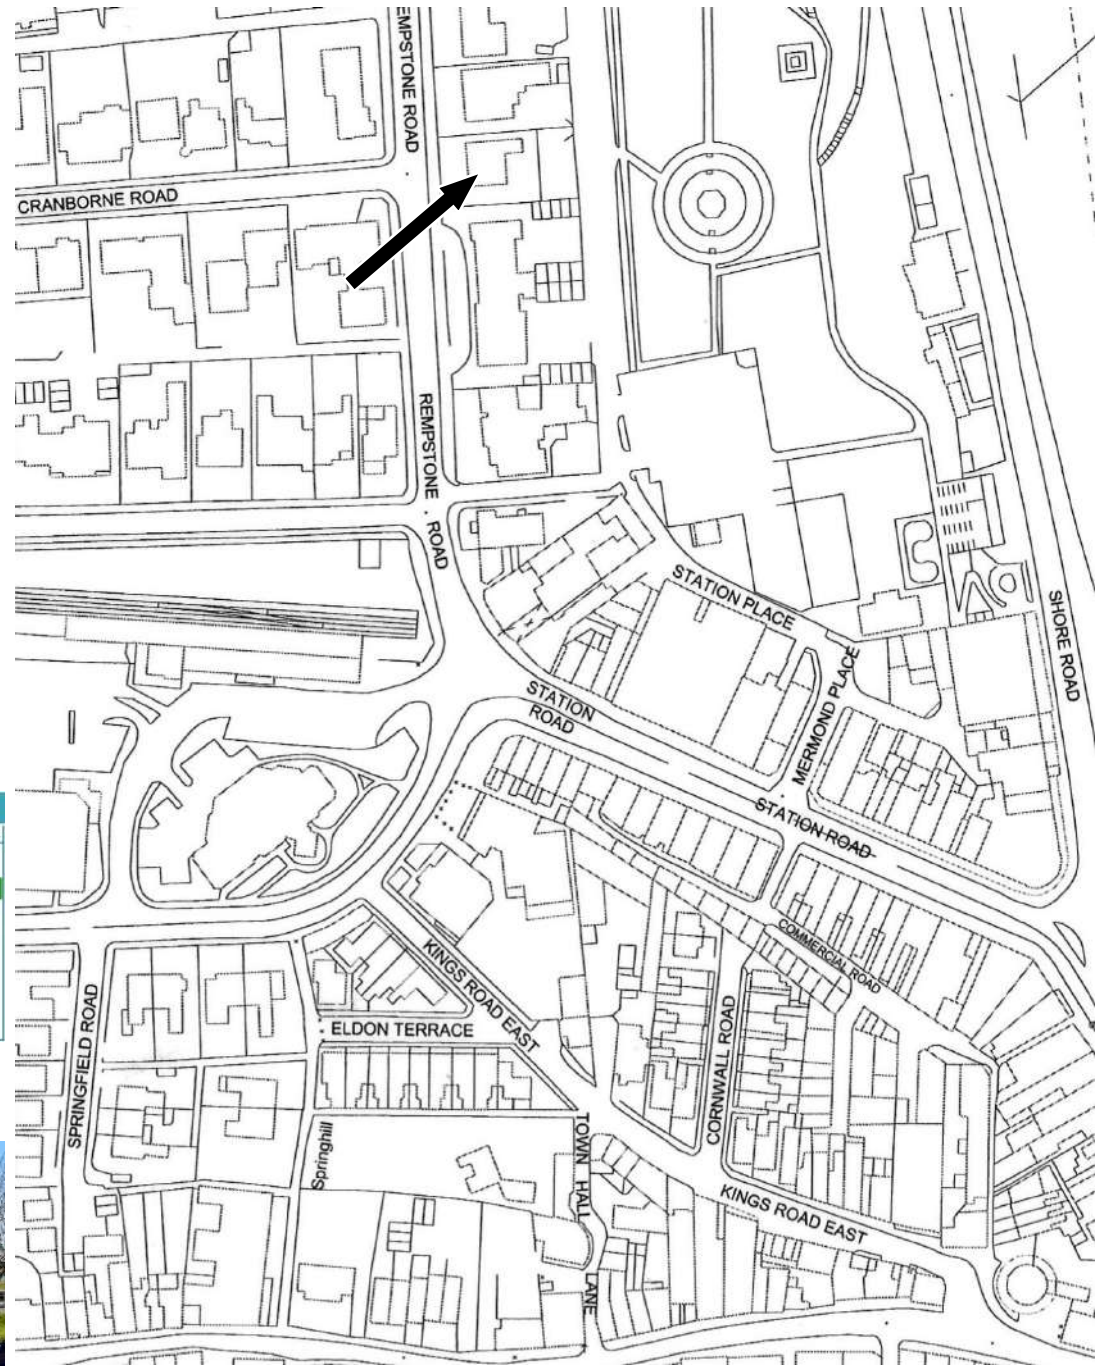 EMPSTONE ROAD
CRANBORNE ROAD
REMPSTONE ROAD
STATION PLACE
SHORE ROAD
MERMOND PLACE
STATION
ROAD
STATION ROAD
COMMERCIAL ROAD
KINGS ROAD EAST
CORNWALL ROAD
SPRINGFIELD ROAD
ELDON TERRACE
Springhill
TOWN HALL LANE
KINGS ROAD EAST